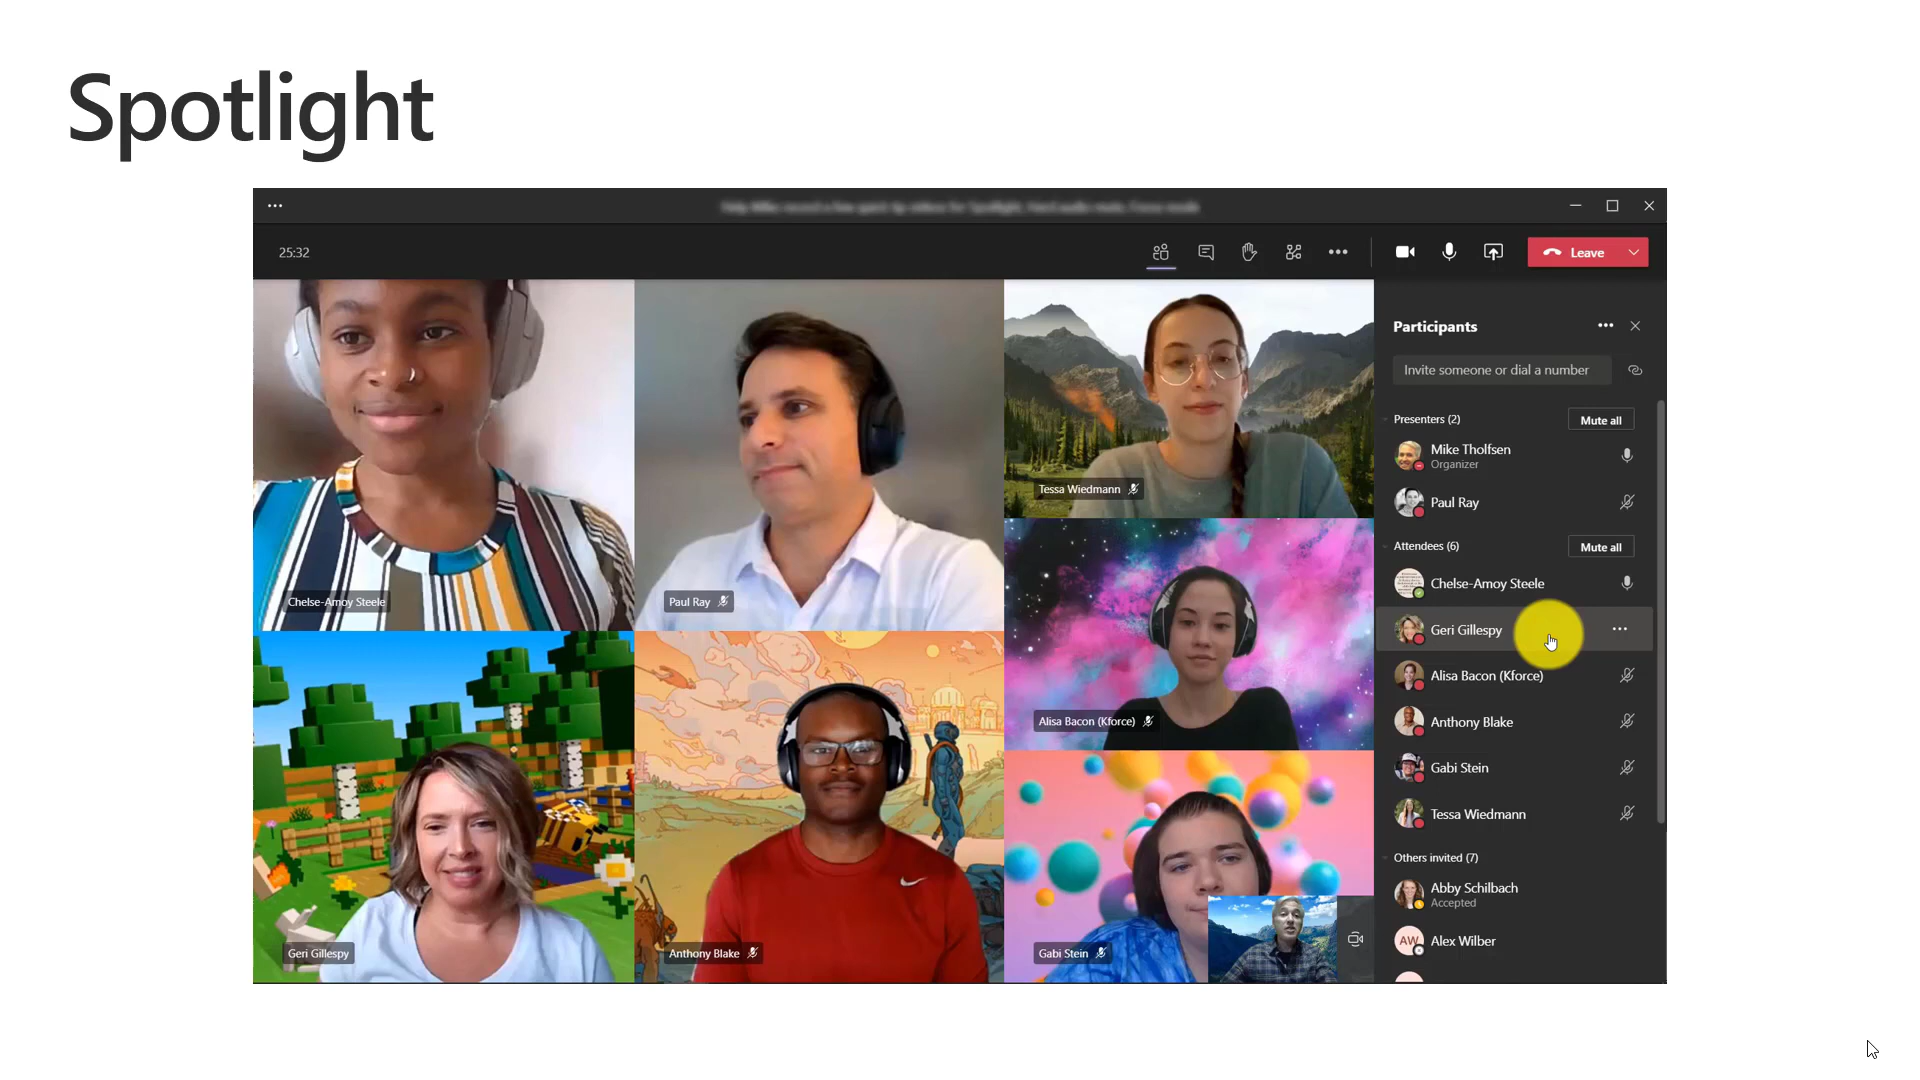 Spotlight
25:32
Leave
Participants
Invite someone or dial a number
Presenters (2)
Mute all
Mike Tholfsen
Organizer
Paul Ray
Attendees (6)
Mute all
Chelse-Amoy Steele
Geri Gillespy
Alisa Bacon (Kforce)
Anthony Blake
Gabi Stein
Tessa Wiedmann
Others invited (7)
Abby Schilbach
Accepted
AW
Alex Wilber
Tessa Wiedmann
Chelse-Amoy Steele
Paul Ray
Alisa Bacon (Kforce)
Geri Gillespy
Anthony Blake
Gabi Stein